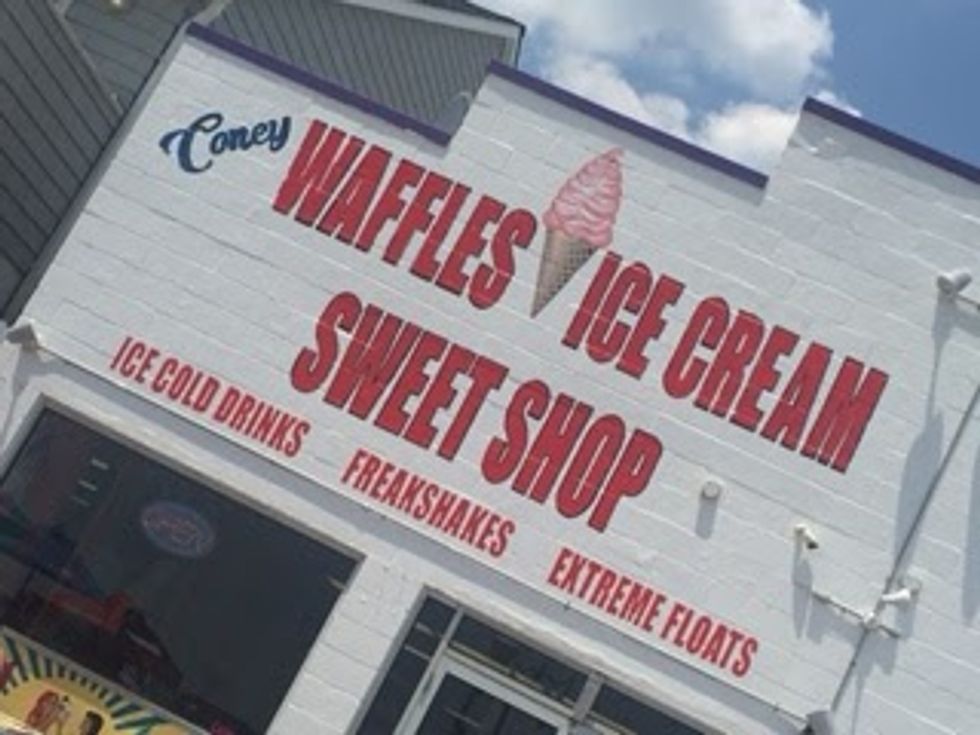 Coney
WAFFLES ICE CREAM
SWEET SHOP
ICE COLD DRINKS FREAKSHAKES EXTREME FLOATS